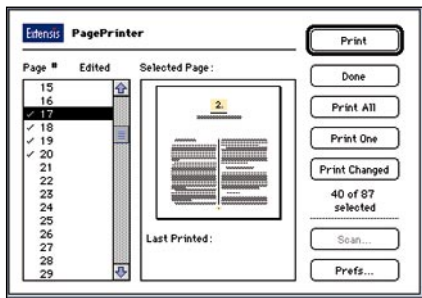 Edensis PagePrinter
Page # Edited Selected Page:
15
16
✓ 17
✓ 18
✓ 19
✓ 20
21
22
23
24
25
26
27
28
29
2.
Last Printed:
Print
Done
Print All
Print One
Print Changed
40 of 87
selected
Scan...
Prefs...